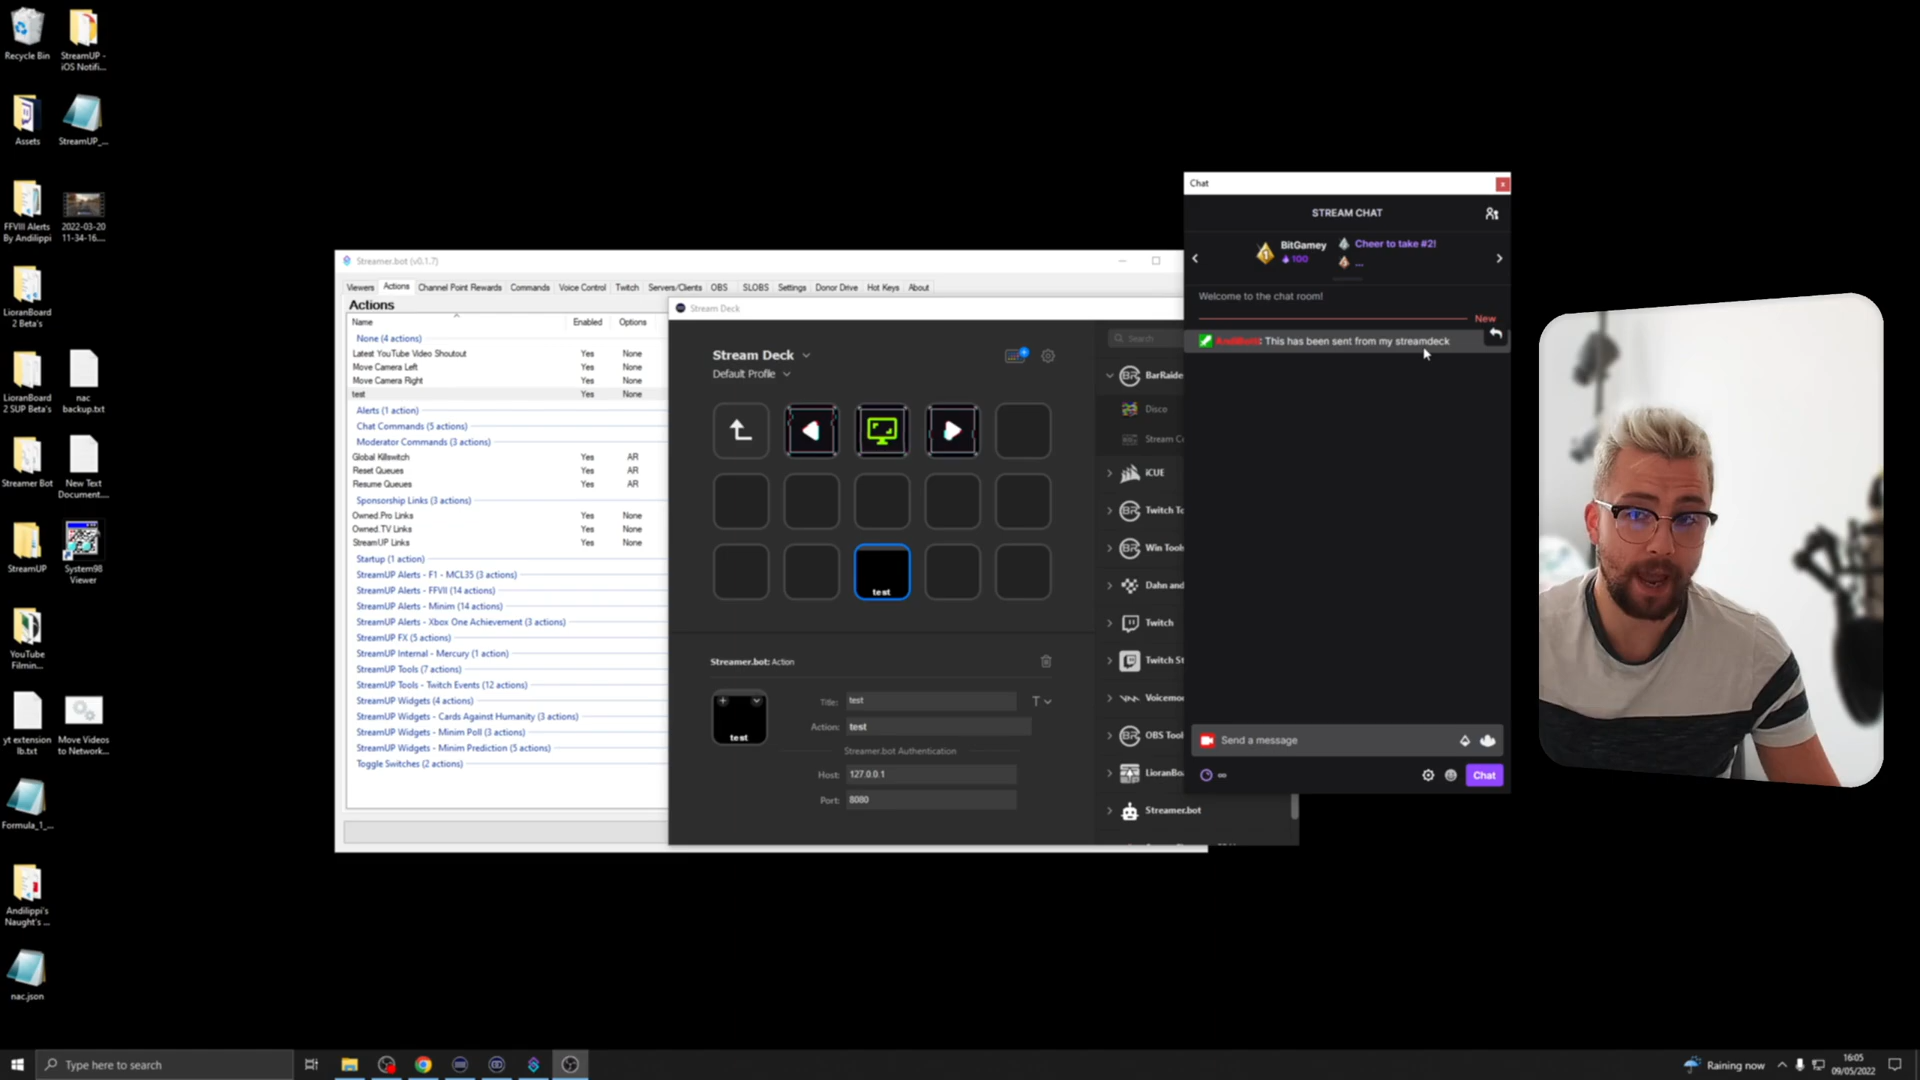 Recycle Bin
StreamUP -
iOS Notifi...
Assets
StreamUP_...
FFVIII Alerts
By Andilippi
2022-03-20
11-34-16....
LioranBoard
2 Beta's
LioranBoard
2 SUP Beta's
nac
backup.txt
Streamer Bot
New Text
Document....
StreamUP
System98
Viewer
YouTube
Filmin...
yt extension
lb.txt
Move Videos
to Network...
Formula_1_...
Andilippi's
Naught's ...
nac.json
Streamer.bot (v0.1.7)
Viewers Actions Channel Point Rewards Commands Voice Control Twitch Servers/Clients OBS SLOBS Settings Donor Drive Hot Keys About
Actions
Name Enabled Options
None (4 actions)
Latest YouTube Video Shoutout Yes None
Move Camera Left Yes None
Move Camera Right Yes None
test Yes None
Alerts (1 action)
Chat Commands (5 actions)
Moderator Commands (3 actions)
Global Killswitch Yes AR
Reset Queues Yes AR
Resume Queues Yes AR
Sponsorship Links (3 actions)
Owned.Pro Links Yes None
Owned.TV Links Yes None
StreamUP Links Yes None
Startup (1 action)
StreamUP Alerts - F1 - MCL35 (3 actions)
StreamUP Alerts - FFVII (14 actions)
StreamUP Alerts - Minim (14 actions)
StreamUP Alerts - Xbox One Achievement (3 actions)
StreamUP FX (5 actions)
StreamUP Internal - Mercury (1 action)
StreamUP Tools (7 actions)
StreamUP Tools - Twitch Events (12 actions)
StreamUP Widgets (4 actions)
StreamUP Widgets - Cards Against Humanity (3 actions)
StreamUP Widgets - Minim Poll (3 actions)
StreamUP Widgets - Minim Prediction (5 actions)
Toggle Switches (2 actions)
Stream Deck
Stream Deck
Default Profile
test
Streamer.bot: Action
test
Title: test
T
Action: test
Streamer.bot Authentication
Host: 127.0.0.1
Port: 8080
Search
BarRaide
Disco
Stream Co
iCUE
Twitch To
Win Tools
Dahn and
Twitch
Twitch St
Voicemo
OBS Tool
LioranBoa
Streamer.bot
Chat
STREAM CHAT
1 BitGamey
100
Cheer to take #2!
...
Welcome to the chat room!
New
: This has been sent from my streamdeck
Send a message
Chat
Type here to search
Raining now
16:05
09/05/2022